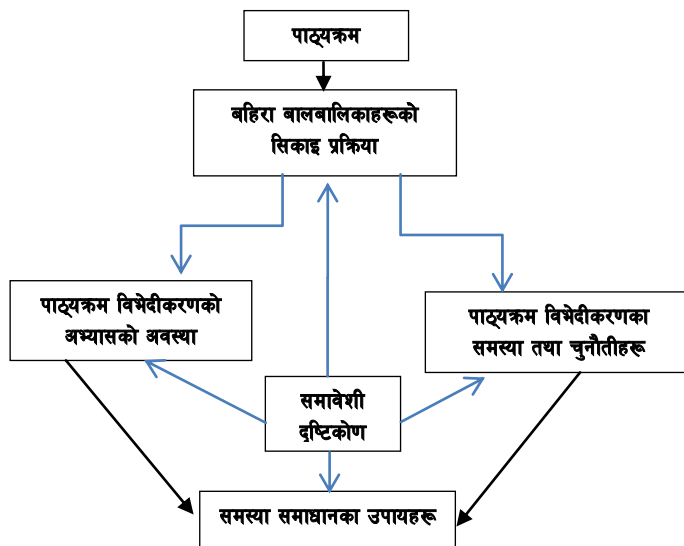 पाठ्यक्रम
बहिरा बालबालिकाहरूको
सिकाइ प्रक्रिया
पाठ्यक्रम विभेदीकरणको
अभ्यासको अवस्था
पाठ्यक्रम विभेदीकरणका
समस्या तथा चुनौतीहरू
समावेशी
दृष्टिकोण
समस्या समाधानका उपायहरू